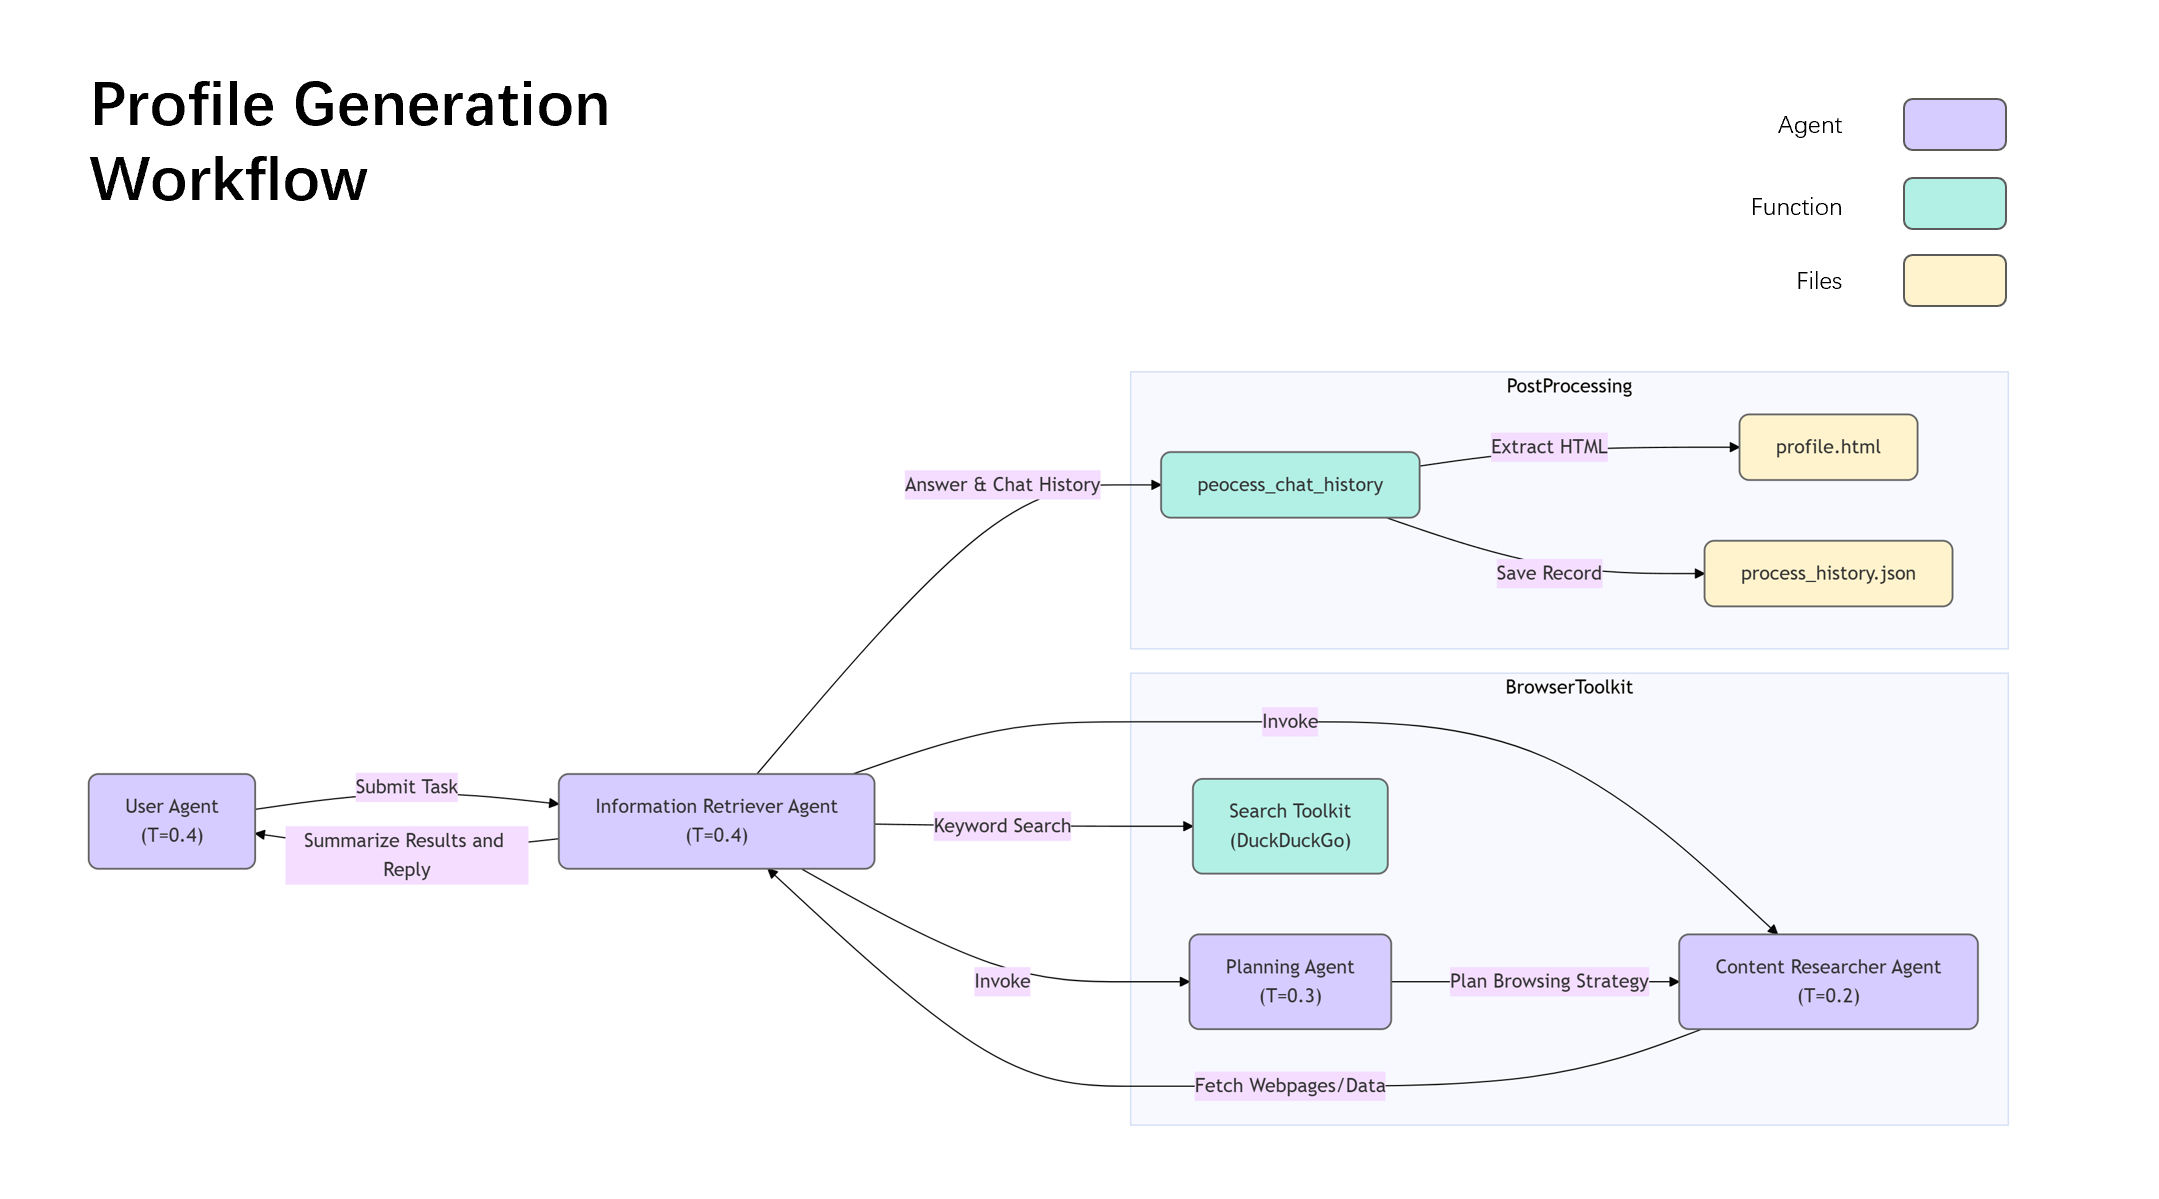 Profile Generation
Workflow
Agent
Function
Files
PostProcessing
Extract HTML
profile.html
Answer & Chat History
peocess_chat_history
Save Record
process_history.json
BrowserToolkit
Invoke
Submit Task
User Agent
(T=0.4)
Summarize Results and
Reply
Information Retriever Agent
(T=0.4)
Keyword Search
Search Toolkit
(DuckDuckGo)
Invoke
Planning Agent
(T=0.3)
Plan Browsing Strategy
Content Researcher Agent
(T=0.2)
Fetch Webpages/Data